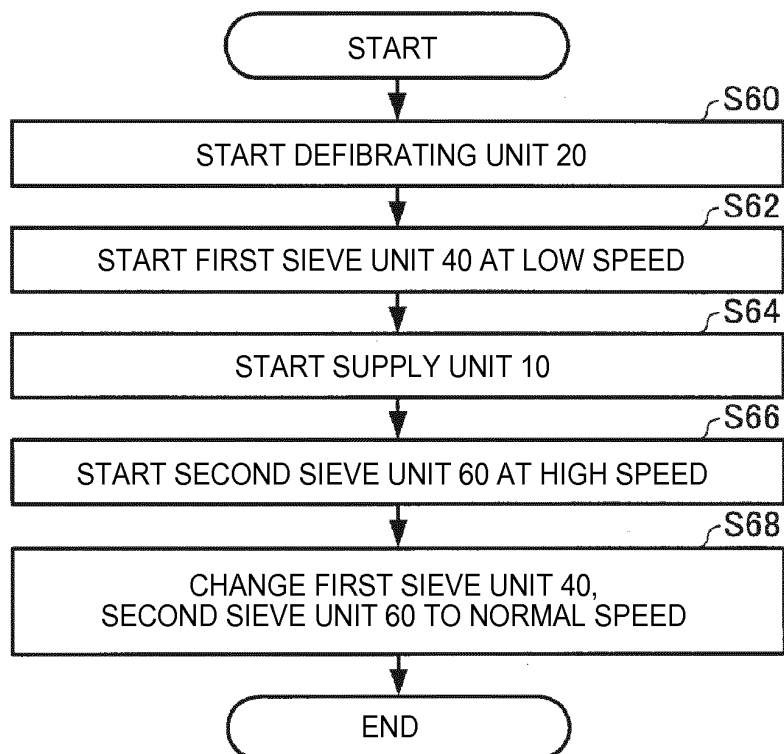 START
S60
START DEFIBRATING UNIT 20
S62
START FIRST SIEVE UNIT 40 AT LOW SPEED
S64
START SUPPLY UNIT 10
S66
START SECOND SIEVE UNIT 60 AT HIGH SPEED
S68
CHANGE FIRST SIEVE UNIT 40,
SECOND SIEVE UNIT 60 TO NORMAL SPEED
END